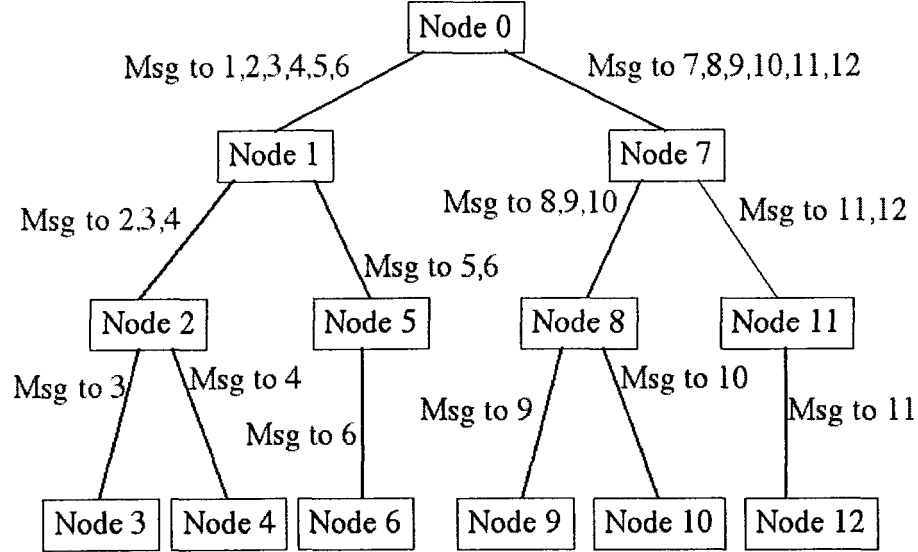 Node 0
Msg to 1,2,3,4,5,6
Msg to 7,8,9,10,11,12
Node 1
Node 7
Msg to 2,3,4
Msg to 5,6
Msg to 8,9,10
Msg to 11,12
Node 2
Node 5
Node 8
Node 11
Msg to 3
Msg to 4
Msg to 6
Msg to 9
Msg to 10
Msg to 11
Node 3
Node 4
Node 6
Node 9
Node 10
Node 12